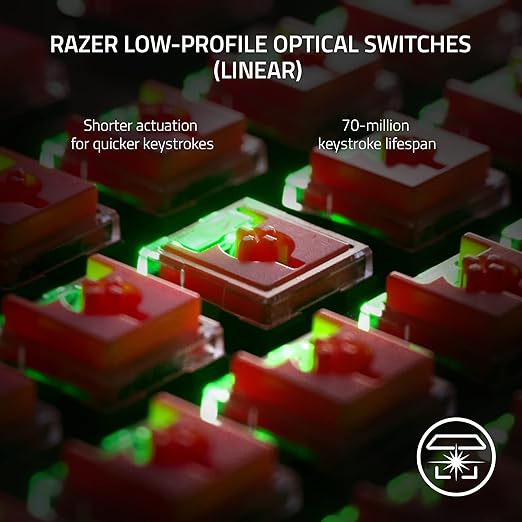 RAZER LOW-PROFILE OPTICAL SWITCHES
(LINEAR)
Shorter actuation
for quicker keystrokes
70-million
keystroke lifespan